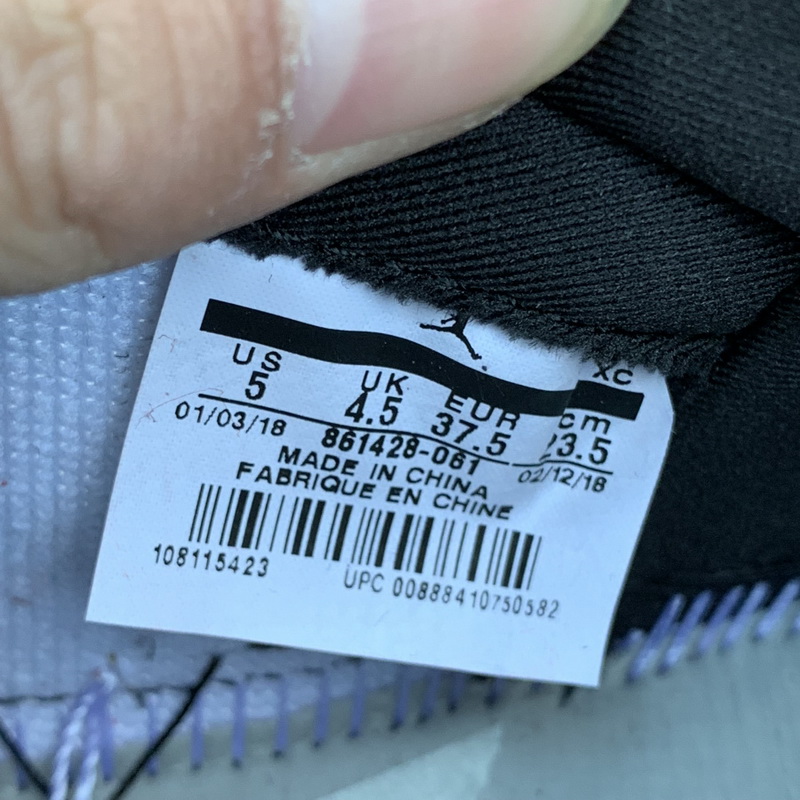 XC
US UK EUR cm
5 4.5 37.5 23.5
01/03/18 861428-061 02/12/18
MADE IN CHINA
FABRIQUE EN CHINE
108115423 UPC 00888410750582